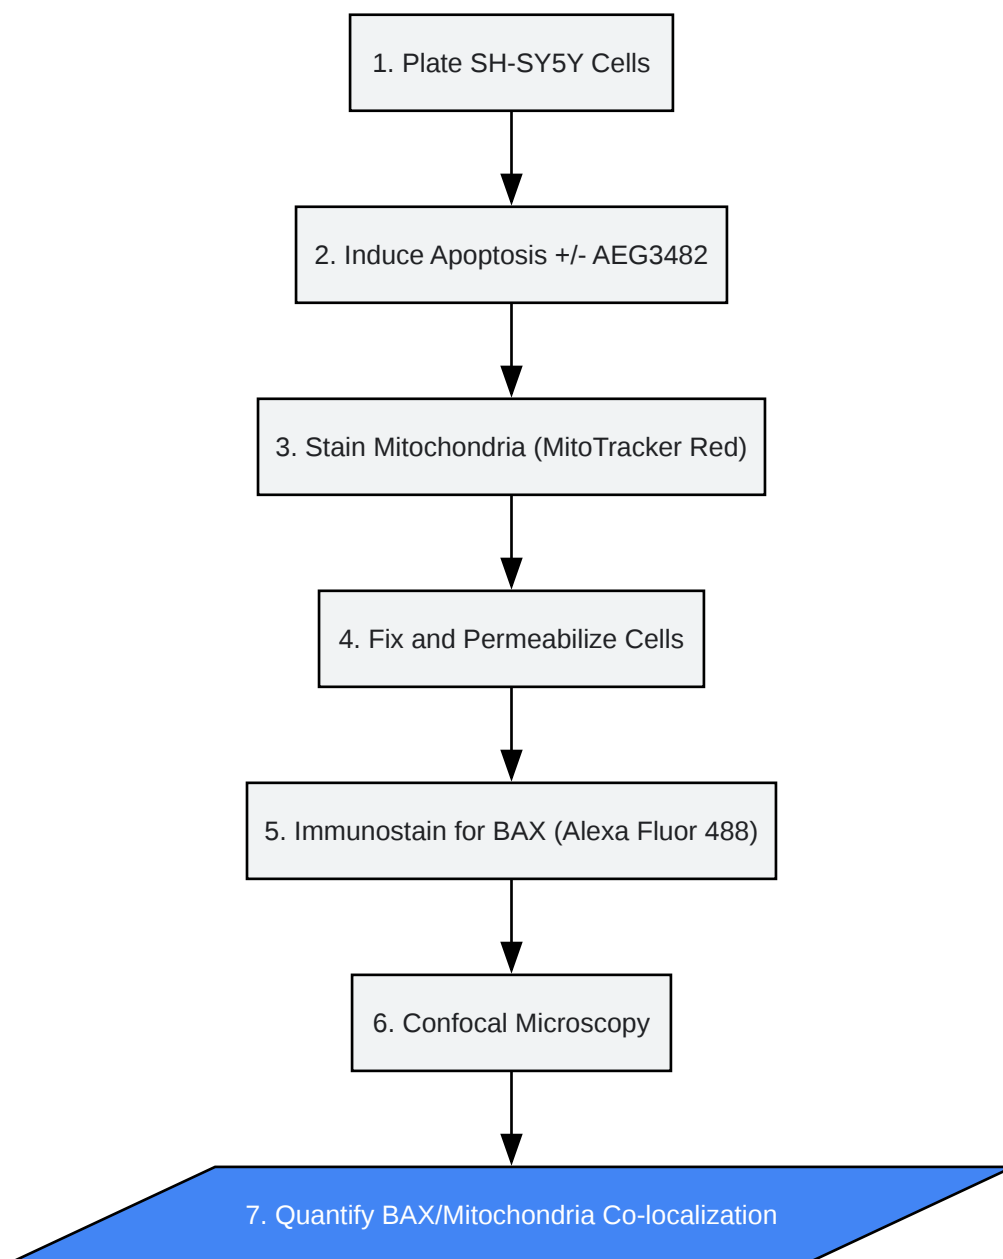 1. Plate SH-SY5Y Cells
2. Induce Apoptosis +/- AEG3482
3. Stain Mitochondria (MitoTracker Red)
4. Fix and Permeabilize Cells
5. Immunostain for BAX (Alexa Fluor 488)
6. Confocal Microscopy
7. Quantify BAX/Mitochondria Co-localization